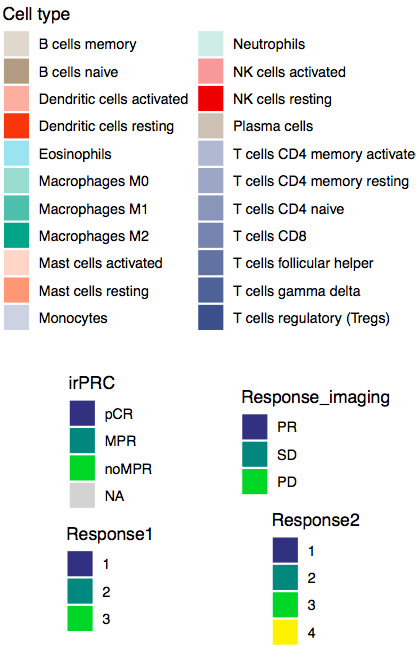 Cell type
B cells memory
B cells naive
Dendritic cells activated
Dendritic cells resting
Eosinophils
Macrophages M0
Macrophages M1
Macrophages M2
Mast cells activated
Mast cells resting
Monocytes
Neutrophils
NK cells activated
NK cells resting
Plasma cells
T cells CD4 memory activate
T cells CD4 memory resting
T cells CD4 naive
T cells CD8
T cells follicular helper
T cells gamma delta
T cells regulatory (Tregs)
irPRC
pCR
MPR
noMPR
NA
Response_imaging
PR
SD
PD
Response1
1
2
3
Response2
1
2
3
4